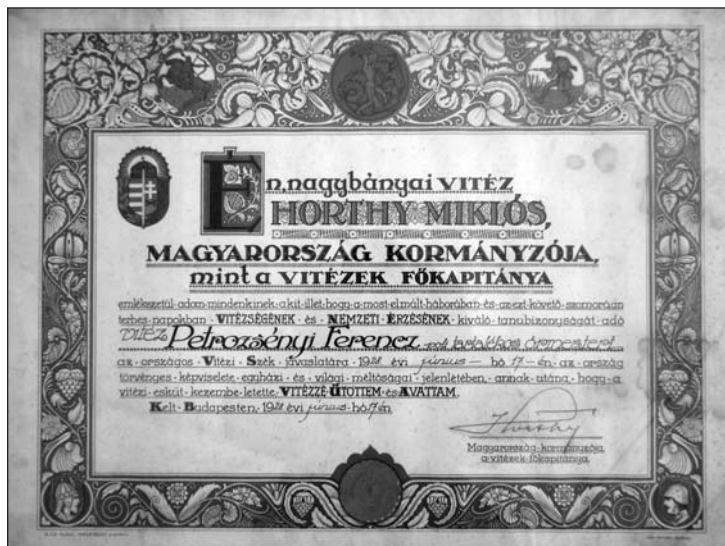 Én, nagybányai VITÉZ
HORTHY MIKLÓS,
MAGYARORSZÁG KORMÁNYZÓJA,
mint a VITÉZEK FŐKAPITÁNYA
emlékezetül·adom·mindenkinek·akit·illet·hogy·a·most·elmult·háborúban·és·az·ezt·követő·szomorúan
terhes·napokban·VITÉZSÉGÉNEK·és·NEMZETI·ÉRZÉSÉNEK·kiváló·tanubizonyságát·adó
vitéz Petrozsényi Ferenc őrmestert
az·országos·Vitézi·Szék·javaslatára·1928 évi június—hó·17—én·az·ország
törvényes·képviselete·egyházi·és·világi·méltóságai·jelenlétében·annak·utána·hogy·a
vitézi·esküt·kezembe·letette·VITÉZZÉ·ÜTÖTTEM·és·AVATTAM.
Kelt·Budapesten·1928 évi június·hó·17 én.
Horthy
Magyarország·kormányzója
a·vitézek·főkapitánya